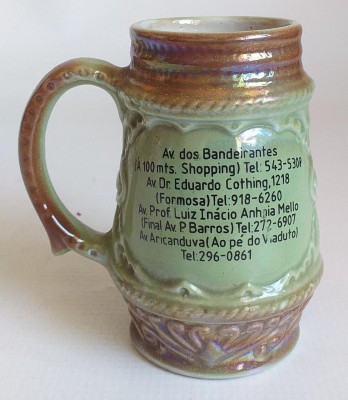 Av. dos Bandeirantes
(A 100 mts. Shopping) Tel: 543-5309
Av. Dr. Eduardo Cothing, 1218
(Formosa) Tel: 918-6260
Av. Prof. Luiz Inácio Anhaia Mello
(Final Av. P. Barros) Tel: 272-6907
Av. Aricanduva (Ao pé do Viaduto)
Tel: 296-0861